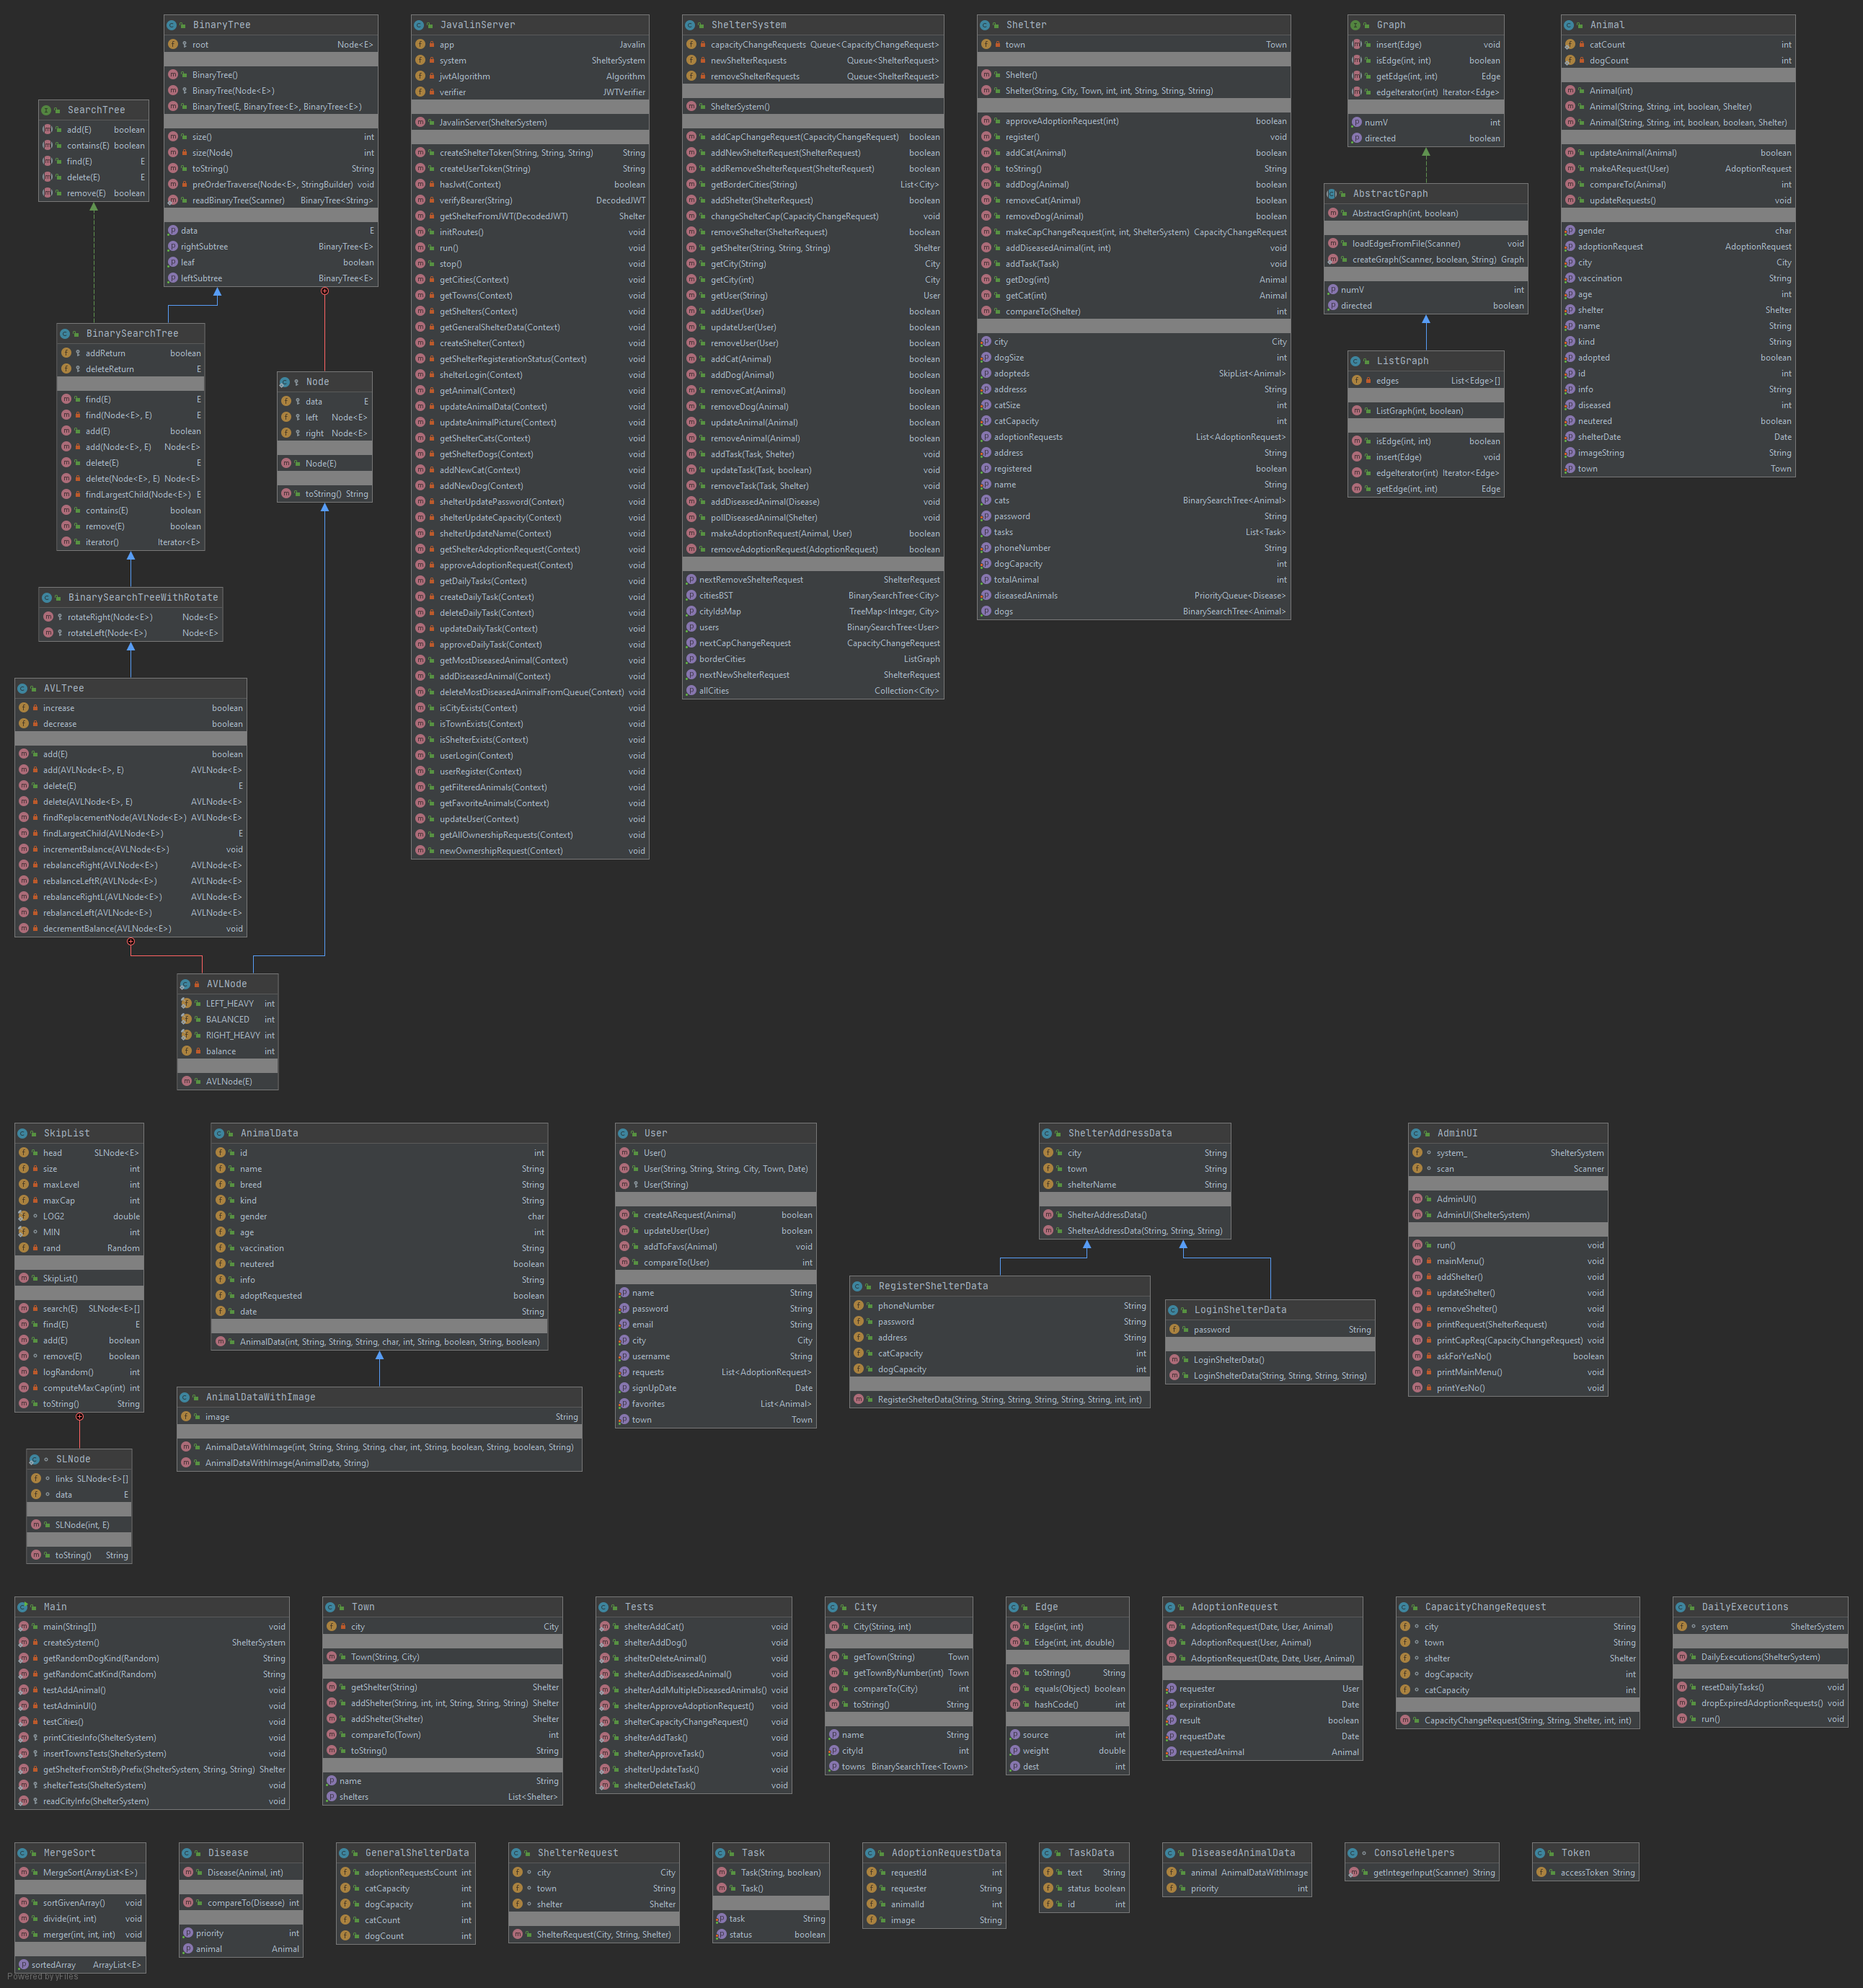 BinaryTree
root Node<E>
BinaryTree()
BinaryTree(Node<E>)
BinaryTree(E, BinaryTree<E>, BinaryTree<E>)
size() int
size(Node) int
toString() String
preOrderTraverse(Node<E>, StringBuilder) void
readBinaryTree(Scanner) BinaryTree<String>
data E
rightSubtree BinaryTree<E>
leaf boolean
leftSubtree BinaryTree<E>
JavalinServer
app Javalin
system ShelterSystem
jwtAlgorithm Algorithm
verifier JWTVerifier
JavalinServer(ShelterSystem)
createShelterToken(String, String, String) String
createUserToken(String) String
hasJwt(Context) boolean
verifyBearer(String) DecodedJWT
getShelterFromJWT(DecodedJWT) Shelter
initRoutes() void
run() void
stop() void
getCities(Context) void
getTowns(Context) void
getShelters(Context) void
getGeneralShelterData(Context) void
createShelter(Context) void
getShelterRegisterationStatus(Context) void
shelterLogin(Context) void
getAnimal(Context) void
updateAnimalData(Context) void
updateAnimalPicture(Context) void
getShelterCats(Context) void
getShelterDogs(Context) void
addNewCat(Context) void
addNewDog(Context) void
shelterUpdatePassword(Context) void
shelterUpdateCapacity(Context) void
shelterUpdateName(Context) void
getShelterAdoptionRequest(Context) void
approveAdoptionRequest(Context) void
getDailyTasks(Context) void
createDailyTask(Context) void
deleteDailyTask(Context) void
updateDailyTask(Context) void
approveDailyTask(Context) void
getMostDiseasedAnimal(Context) void
addDiseasedAnimal(Context) void
deleteMostDiseasedAnimalFromQueue(Context) void
isCityExists(Context) void
isTownExists(Context) void
isShelterExists(Context) void
userLogin(Context) void
userRegister(Context) void
getFilteredAnimals(Context) void
getFavoriteAnimals(Context) void
updateUser(Context) void
getAllOwnershipRequests(Context) void
newOwnershipRequest(Context) void
ShelterSystem
capacityChangeRequests Queue<CapacityChangeRequest>
newShelterRequests Queue<ShelterRequest>
removeShelterRequests Queue<ShelterRequest>
ShelterSystem()
addCapChangeRequest(CapacityChangeRequest) boolean
addNewShelterRequest(ShelterRequest) boolean
addRemoveShelterRequest(ShelterRequest) boolean
getBorderCities(String) List<City>
addShelter(ShelterRequest) boolean
changeShelterCap(CapacityChangeRequest) void
removeShelter(ShelterRequest) boolean
getShelter(String, String, String) Shelter
getCity(String) City
getCity(int) City
getUser(String) User
addUser(User) boolean
updateUser(User) boolean
removeUser(User) boolean
addCat(Animal) boolean
addDog(Animal) boolean
removeCat(Animal) boolean
removeDog(Animal) boolean
updateAnimal(Animal) boolean
removeAnimal(Animal) boolean
addTask(Task, Shelter) void
updateTask(Task, boolean) void
removeTask(Task, Shelter) void
addDiseasedAnimal(Disease) void
pollDiseasedAnimal(Shelter) void
makeAdoptionRequest(Animal, User) boolean
removeAdoptionRequest(AdoptionRequest) boolean
nextRemoveShelterRequest ShelterRequest
citiesBST BinarySearchTree<City>
cityIdsMap TreeMap<Integer, City>
users BinarySearchTree<User>
nextCapChangeRequest CapacityChangeRequest
borderCities ListGraph
nextNewShelterRequest ShelterRequest
allCities Collection<City>
Shelter
town Town
Shelter()
Shelter(String, City, Town, int, int, String, String, String)
approveAdoptionRequest(int) boolean
register() void
addCat(Animal) boolean
toString() String
addDog(Animal) boolean
removeCat(Animal) boolean
removeDog(Animal) boolean
makeCapChangeRequest(int, int, ShelterSystem) CapacityChangeRequest
addDiseasedAnimal(int, int) void
addTask(Task) void
getDog(int) Animal
getCat(int) Animal
compareTo(Shelter) int
city City
dogSize int
adopteds SkipList<Animal>
addresss String
catSize int
catCapacity int
adoptionRequests List<AdoptionRequest>
address String
registered boolean
name String
cats BinarySearchTree<Animal>
password String
tasks List<Task>
phoneNumber String
dogCapacity int
totalAnimal int
diseasedAnimals PriorityQueue<Disease>
dogs BinarySearchTree<Animal>
Graph
insert(Edge) void
isEdge(int, int) boolean
getEdge(int, int) Edge
edgeIterator(int) Iterator<Edge>
numV int
directed boolean
Animal
catCount int
dogCount int
Animal(int)
Animal(String, String, int, boolean, Shelter)
Animal(String, String, int, boolean, boolean, Shelter)
updateAnimal(Animal) boolean
makeARequest(User) AdoptionRequest
compareTo(Animal) int
updateRequests() void
gender char
adoptionRequest AdoptionRequest
city City
vaccination String
age int
shelter Shelter
name String
kind String
adopted boolean
id int
info String
diseased int
neutered boolean
shelterDate Date
imageString String
town Town
SearchTree
add(E) boolean
contains(E) boolean
find(E) E
delete(E) E
remove(E) boolean
AbstractGraph
AbstractGraph(int, boolean)
loadEdgesFromFile(Scanner) void
createGraph(Scanner, boolean, String) Graph
numV int
directed boolean
BinarySearchTree
addReturn boolean
deleteReturn E
find(E) E
find(Node<E>, E) E
add(E) boolean
add(Node<E>, E) Node<E>
delete(E) E
delete(Node<E>, E) Node<E>
findLargestChild(Node<E>) E
contains(E) boolean
remove(E) boolean
iterator() Iterator<E>
Node
data E
left Node<E>
right Node<E>
Node(E)
toString() String
ListGraph
edges List<Edge>[]
ListGraph(int, boolean)
isEdge(int, int) boolean
insert(Edge) void
edgeIterator(int) Iterator<Edge>
getEdge(int, int) Edge
BinarySearchTreeWithRotate
rotateRight(Node<E>) Node<E>
rotateLeft(Node<E>) Node<E>
AVLTree
increase boolean
decrease boolean
add(E) boolean
add(AVLNode<E>, E) AVLNode<E>
delete(E) E
delete(AVLNode<E>, E) AVLNode<E>
findReplacementNode(AVLNode<E>) AVLNode<E>
findLargestChild(AVLNode<E>) E
incrementBalance(AVLNode<E>) void
rebalanceRight(AVLNode<E>) AVLNode<E>
rebalanceLeftR(AVLNode<E>) AVLNode<E>
rebalanceRightL(AVLNode<E>) AVLNode<E>
rebalanceLeft(AVLNode<E>) AVLNode<E>
decrementBalance(AVLNode<E>) void
AVLNode
LEFT_HEAVY int
BALANCED int
RIGHT_HEAVY int
balance int
AVLNode(E)
SkipList
head SLNode<E>
size int
maxLevel int
maxCap int
LOG2 double
MIN int
rand Random
SkipList()
search(E) SLNode<E>[]
find(E) E
add(E) boolean
remove(E) boolean
logRandom() int
computeMaxCap(int) int
toString() String
AnimalData
id int
name String
breed String
kind String
gender char
age int
vaccination String
neutered boolean
info String
adoptRequested boolean
date String
AnimalData(int, String, String, String, char, int, String, boolean, String, boolean)
User
User()
User(String, String, String, City, Town, Date)
User(String)
createARequest(Animal) boolean
updateUser(User) boolean
addToFavs(Animal) void
compareTo(User) int
name String
password String
email String
city City
username String
requests List<AdoptionRequest>
signUpDate Date
favorites List<Animal>
town Town
ShelterAddressData
city String
town String
shelterName String
ShelterAddressData()
ShelterAddressData(String, String, String)
AdminUI
system_ ShelterSystem
scan Scanner
AdminUI()
AdminUI(ShelterSystem)
run() void
mainMenu() void
addShelter() void
updateShelter() void
removeShelter() void
printRequest(ShelterRequest) void
printCapReq(CapacityChangeRequest) void
askForYesNo() boolean
printMainMenu() void
printYesNo() void
RegisterShelterData
phoneNumber String
password String
address String
catCapacity int
dogCapacity int
RegisterShelterData(String, String, String, String, String, String, int, int)
LoginShelterData
password String
LoginShelterData()
LoginShelterData(String, String, String, String)
AnimalDataWithImage
image String
AnimalDataWithImage(int, String, String, String, char, int, String, boolean, String, boolean, String)
AnimalDataWithImage(AnimalData, String)
SLNode
links SLNode<E>[]
data E
SLNode(int, E)
toString() String
Main
main(String[]) void
createSystem() ShelterSystem
getRandomDogKind(Random) String
getRandomCatKind(Random) String
testAddAnimal() void
testAdminUI() void
testCities() void
printCitiesInfo(ShelterSystem) void
insertTownsTests(ShelterSystem) void
getShelterFromStrByPrefix(ShelterSystem, String, String) Shelter
shelterTests(ShelterSystem) void
readCityInfo(ShelterSystem) void
Town
city City
Town(String, City)
getShelter(String) Shelter
addShelter(String, int, int, String, String, String) Shelter
addShelter(Shelter) Shelter
compareTo(Town) int
toString() String
name String
shelters List<Shelter>
Tests
shelterAddCat() void
shelterAddDog() void
shelterDeleteAnimal() void
shelterAddDiseasedAnimal() void
shelterAddMultipleDiseasedAnimals() void
shelterApproveAdoptionRequest() void
shelterCapacityChangeRequest() void
shelterAddTask() void
shelterApproveTask() void
shelterUpdateTask() void
shelterDeleteTask() void
City
City(String, int)
getTown(String) Town
getTownByNumber(int) Town
compareTo(City) int
toString() String
name String
cityId int
towns BinarySearchTree<Town>
Edge
Edge(int, int)
Edge(int, int, double)
toString() String
equals(Object) boolean
hashCode() int
source int
weight double
dest int
AdoptionRequest
AdoptionRequest(Date, User, Animal)
AdoptionRequest(User, Animal)
AdoptionRequest(Date, Date, User, Animal)
requester User
expirationDate Date
result boolean
requestDate Date
requestedAnimal Animal
CapacityChangeRequest
city String
town String
shelter Shelter
dogCapacity int
catCapacity int
CapacityChangeRequest(String, String, Shelter, int, int)
DailyExecutions
system ShelterSystem
DailyExecutions(ShelterSystem)
resetDailyTasks() void
dropExpiredAdoptionRequests() void
run() void
MergeSort
MergeSort(ArrayList<E>)
sortGivenArray() void
divide(int, int) void
merger(int, int, int) void
sortedArray ArrayList<E>
Disease
Disease(Animal, int)
compareTo(Disease) int
priority int
animal Animal
GeneralShelterData
adoptionRequestsCount int
catCapacity int
dogCapacity int
catCount int
dogCount int
ShelterRequest
city City
town String
shelter Shelter
ShelterRequest(City, String, Shelter)
Task
Task(String, boolean)
Task()
task String
status boolean
AdoptionRequestData
requestId int
requester String
animalId int
image String
TaskData
text String
status boolean
id int
DiseasedAnimalData
animal AnimalDataWithImage
priority int
ConsoleHelpers
getIntegerInput(Scanner) String
Token
accessToken String
Powered by yFiles